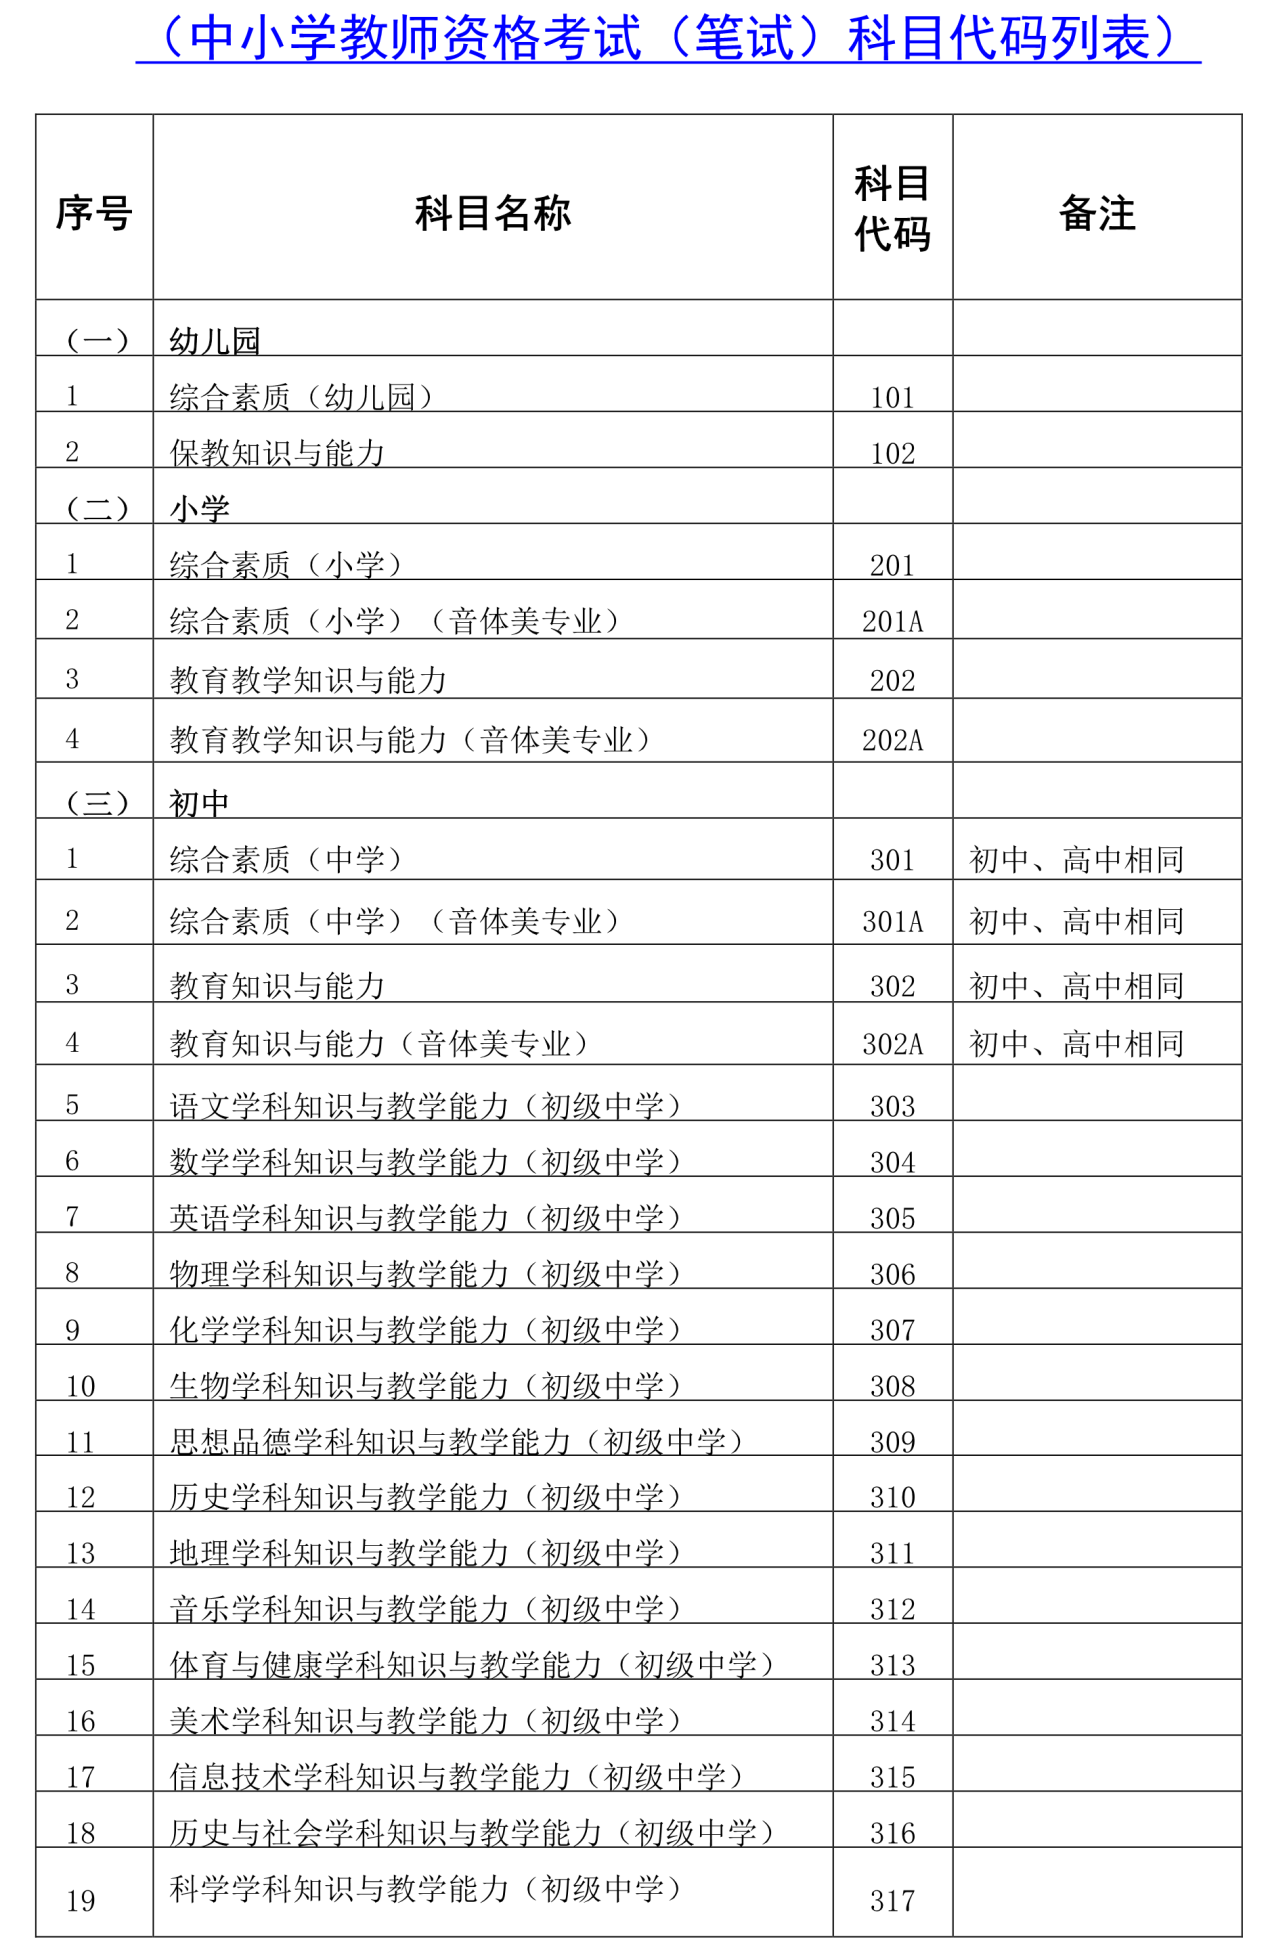 （中小学教师资格考试（笔试）科目代码列表）
序号 科目名称 科目代码 备注
（一） 幼儿园
1 综合素质（幼儿园） 101
2 保教知识与能力 102
（二） 小学
1 综合素质（小学） 201
2 综合素质（小学）（音体美专业） 201A
3 教育教学知识与能力 202
4 教育教学知识与能力（音体美专业） 202A
（三） 初中
1 综合素质（中学） 301 初中、高中相同
2 综合素质（中学）（音体美专业） 301A 初中、高中相同
3 教育知识与能力 302 初中、高中相同
4 教育知识与能力（音体美专业） 302A 初中、高中相同
5 语文学科知识与教学能力（初级中学） 303
6 数学学科知识与教学能力（初级中学） 304
7 英语学科知识与教学能力（初级中学） 305
8 物理学科知识与教学能力（初级中学） 306
9 化学学科知识与教学能力（初级中学） 307
10 生物学科知识与教学能力（初级中学） 308
11 思想品德学科知识与教学能力（初级中学） 309
12 历史学科知识与教学能力（初级中学） 310
13 地理学科知识与教学能力（初级中学） 311
14 音乐学科知识与教学能力（初级中学） 312
15 体育与健康学科知识与教学能力（初级中学） 313
16 美术学科知识与教学能力（初级中学） 314
17 信息技术学科知识与教学能力（初级中学） 315
18 历史与社会学科知识与教学能力（初级中学） 316
19 科学学科知识与教学能力（初级中学） 317